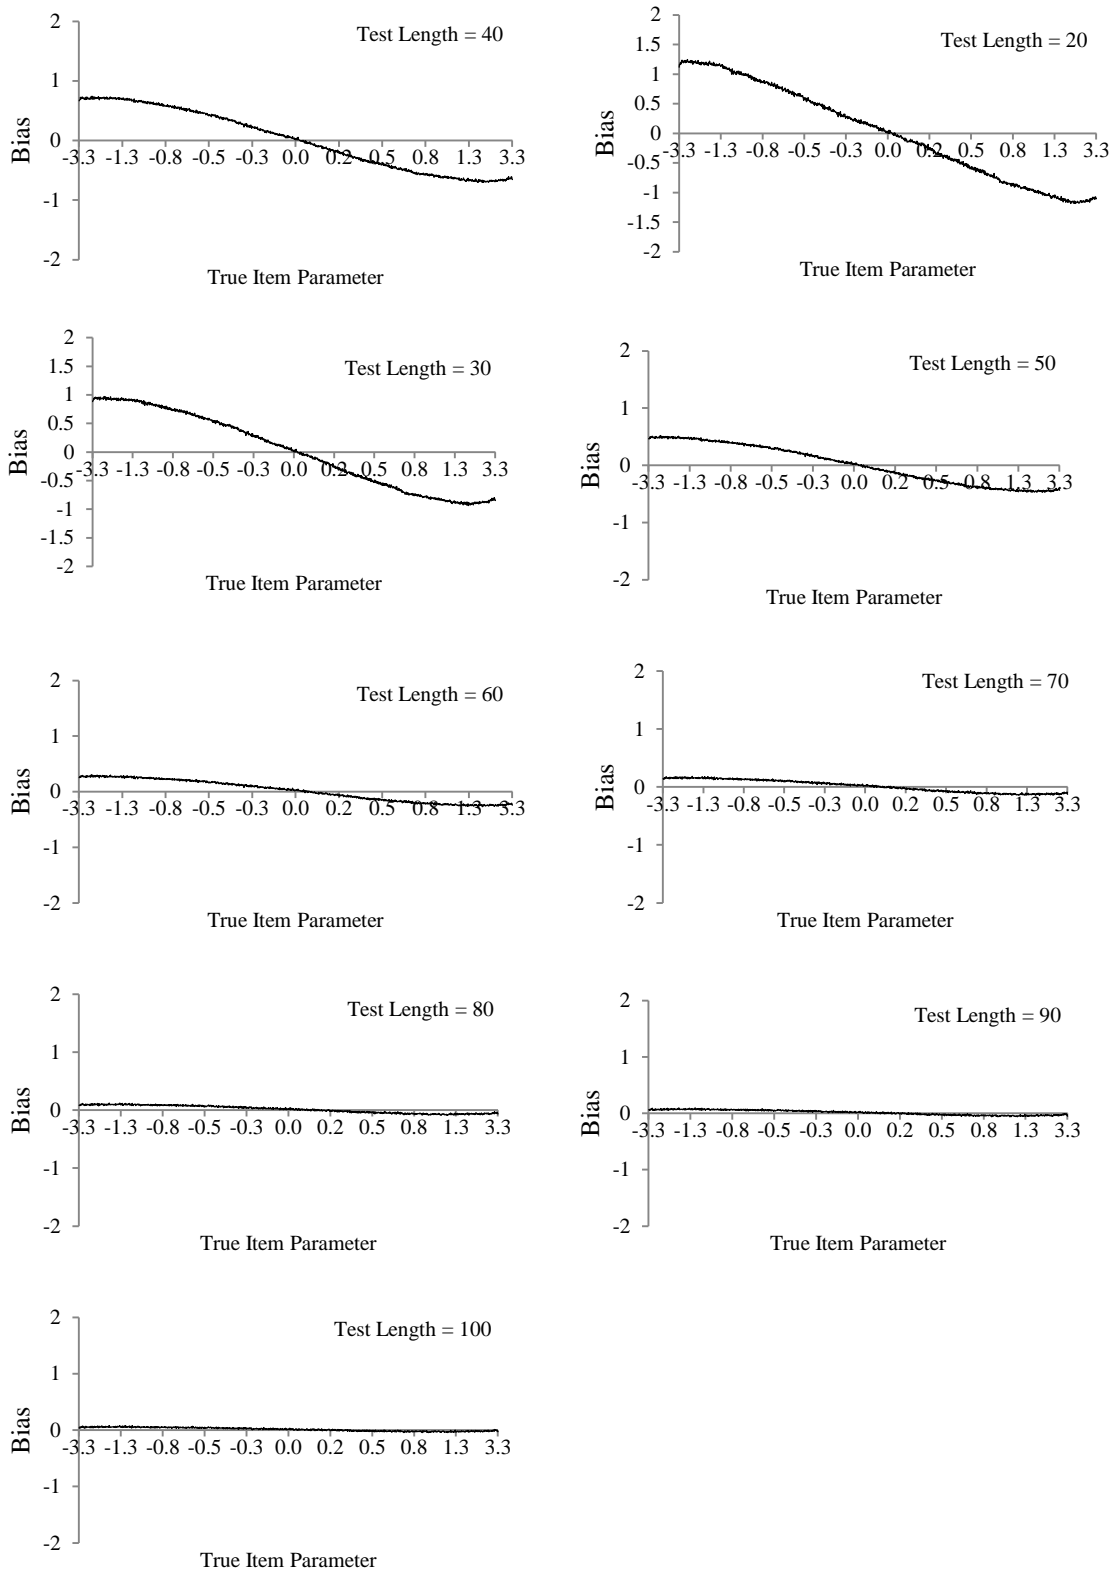 2
Test Length = 40
1
0
-1
-2
Bias
-3.3 -1.3 -0.8 -0.5 -0.3 0.0 0.2 0.5 0.8 1.3 3.3
True Item Parameter
2
Test Length = 20
1.5
1
0.5
0
-0.5
-1
-1.5
-2
Bias
-3.3 -1.3 -0.8 -0.5 -0.3 0.0 0.2 0.5 0.8 1.3 3.3
True Item Parameter
2
Test Length = 30
1.5
1
0.5
0
-0.5
-1
-1.5
-2
Bias
-3.3 -1.3 -0.8 -0.5 -0.3 0.0 0.2 0.5 0.8 1.3 3.3
True Item Parameter
2
Test Length = 50
1
0
-1
-2
Bias
-3.3 -1.3 -0.8 -0.5 -0.3 0.0 0.2 0.5 0.8 1.3 3.3
True Item Parameter
2
Test Length = 60
1
0
-1
-2
Bias
-3.3 -1.3 -0.8 -0.5 -0.3 0.0 0.2 0.5 0.8 1.3 3.3
True Item Parameter
2
Test Length = 70
1
0
-1
-2
Bias
-3.3 -1.3 -0.8 -0.5 -0.3 0.0 0.2 0.5 0.8 1.3 3.3
True Item Parameter
2
Test Length = 80
1
0
-1
-2
Bias
-3.3 -1.3 -0.8 -0.5 -0.3 0.0 0.2 0.5 0.8 1.3 3.3
True Item Parameter
2
Test Length = 90
1
0
-1
-2
Bias
-3.3 -1.3 -0.8 -0.5 -0.3 0.0 0.2 0.5 0.8 1.3 3.3
True Item Parameter
2
Test Length = 100
1
0
-1
-2
Bias
-3.3 -1.3 -0.8 -0.5 -0.3 0.0 0.2 0.5 0.8 1.3 3.3
True Item Parameter